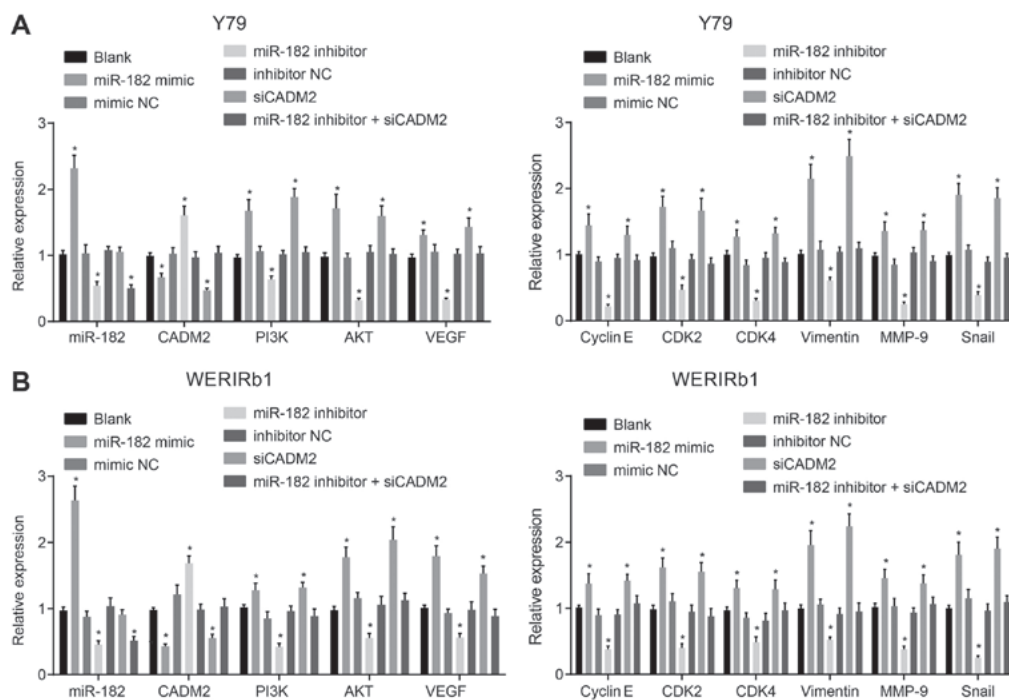 A
Y79
Blank
miR-182 mimic
mimic NC
miR-182 inhibitor
inhibitor NC
siCADM2
miR-182 inhibitor + siCADM2
Relative expression
3
2
1
0
* * * * * * * * * * * * * *
miR-182 CADM2 PI3K AKT VEGF
Y79
Blank
miR-182 mimic
mimic NC
miR-182 inhibitor
inhibitor NC
siCADM2
miR-182 inhibitor + siCADM2
Relative expression
3
2
1
0
* * * * * * * * * * * * * * * * * *
Cyclin E CDK2 CDK4 Vimentin MMP-9 Snail
B
WERIRb1
Blank
miR-182 mimic
mimic NC
miR-182 inhibitor
inhibitor NC
siCADM2
miR-182 inhibitor + siCADM2
Relative expression
3
2
1
0
* * * * * * * * * * * * * * *
miR-182 CADM2 PI3K AKT VEGF
WERIRb1
Blank
miR-182 mimic
mimic NC
miR-182 inhibitor
inhibitor NC
siCADM2
miR-182 inhibitor + siCADM2
Relative expression
3
2
1
0
* * * * * * * * * * * * * * * * * *
Cyclin E CDK2 CDK4 Vimentin MMP-9 Snail